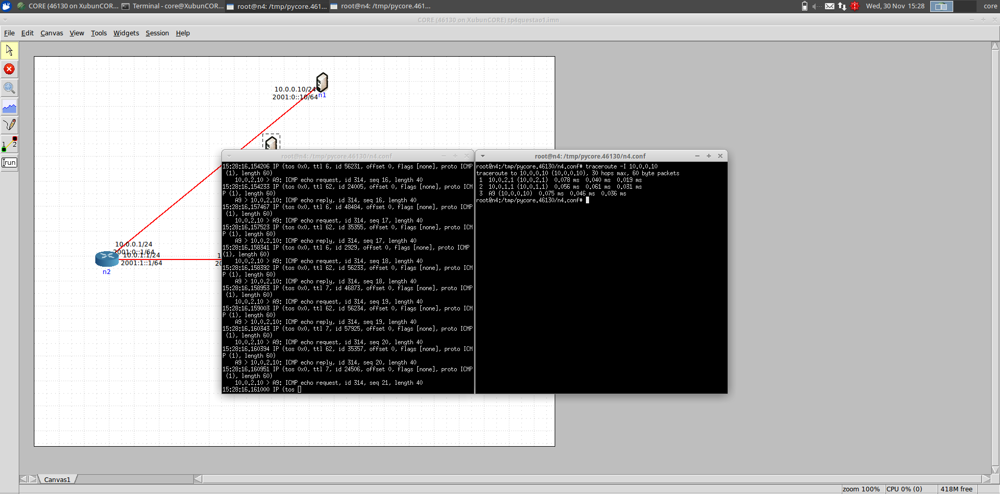 CORE (46130 on XubunCOR... Terminal - core@XubunCOR... root@n4: /tmp/pycore.461... root@n4: /tmp/pycore.461... Wed, 30 Nov 15:28 core
CORE (46130 on XubunCORE) tp4questao1.imn
File Edit Canvas View Tools Widgets Session Help
1 2
run
10.0.0.10/24
2001:0::10/64
n1
10.0.0.1/24
2001:0::1/64
10.0.1.1/24
2001:1::1/64
n2
1
20
root@n4: /tmp/pycore.46130/n4.conf
15:28:16.154206 IP (tos 0x0, ttl 6, id 56231, offset 0, flags [none], proto ICMP
(1), length 60)
10.0.2.10 > A9: ICMP echo request, id 314, seq 16, length 40
15:28:16.154233 IP (tos 0x0, ttl 62, id 24005, offset 0, flags [none], proto ICM
P (1), length 60)
A9 > 10.0.2.10: ICMP echo reply, id 314, seq 16, length 40
15:28:16.157467 IP (tos 0x0, ttl 6, id 48484, offset 0, flags [none], proto ICMP
(1), length 60)
10.0.2.10 > A9: ICMP echo request, id 314, seq 17, length 40
15:28:16.157523 IP (tos 0x0, ttl 62, id 35355, offset 0, flags [none], proto ICM
P (1), length 60)
A9 > 10.0.2.10: ICMP echo reply, id 314, seq 17, length 40
15:28:16.158341 IP (tos 0x0, ttl 6, id 2929, offset 0, flags [none], proto ICMP
(1), length 60)
10.0.2.10 > A9: ICMP echo request, id 314, seq 18, length 40
15:28:16.158392 IP (tos 0x0, ttl 62, id 56233, offset 0, flags [none], proto ICM
P (1), length 60)
A9 > 10.0.2.10: ICMP echo reply, id 314, seq 18, length 40
15:28:16.158953 IP (tos 0x0, ttl 7, id 46873, offset 0, flags [none], proto ICMP
(1), length 60)
10.0.2.10 > A9: ICMP echo request, id 314, seq 19, length 40
15:28:16.159003 IP (tos 0x0, ttl 62, id 56234, offset 0, flags [none], proto ICM
P (1), length 60)
A9 > 10.0.2.10: ICMP echo reply, id 314, seq 19, length 40
15:28:16.160343 IP (tos 0x0, ttl 7, id 57925, offset 0, flags [none], proto ICMP
(1), length 60)
10.0.2.10 > A9: ICMP echo request, id 314, seq 20, length 40
15:28:16.160394 IP (tos 0x0, ttl 62, id 35357, offset 0, flags [none], proto ICM
P (1), length 60)
A9 > 10.0.2.10: ICMP echo reply, id 314, seq 20, length 40
15:28:16.160951 IP (tos 0x0, ttl 7, id 24506, offset 0, flags [none], proto ICMP
(1), length 60)
10.0.2.10 > A9: ICMP echo request, id 314, seq 21, length 40
15:28:16.161000 IP (tos
root@n4: /tmp/pycore.46130/n4.conf
root@n4:/tmp/pycore.46130/n4.conf# traceroute -I 10.0.0.10
traceroute to 10.0.0.10 (10.0.0.10), 30 hops max, 60 byte packets
1 10.0.2.1 (10.0.2.1) 0.078 ms 0.040 ms 0.019 ms
2 10.0.1.1 (10.0.1.1) 0.056 ms 0.061 ms 0.031 ms
3 A9 (10.0.0.10) 0.075 ms 0.046 ms 0.036 ms
root@n4:/tmp/pycore.46130/n4.conf#
Canvas1
zoom 100% CPU 0% (0) 418M free